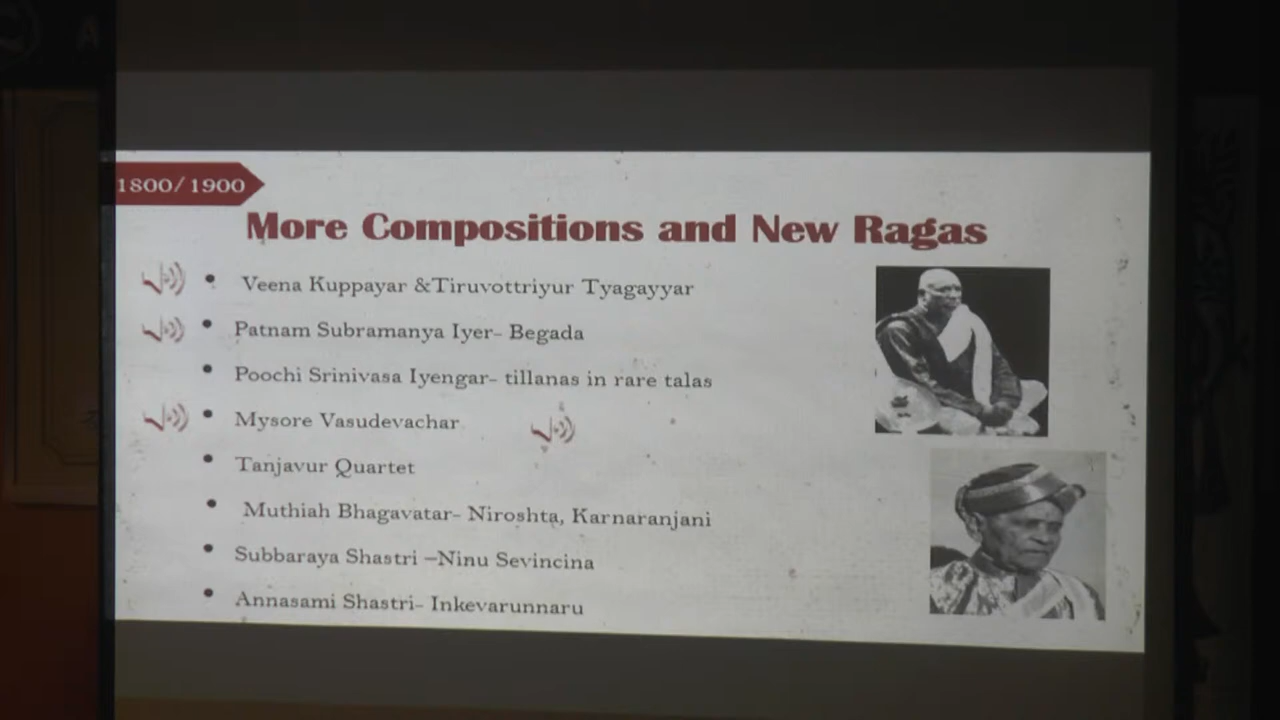 1800/1900
More Compositions and New Ragas
Veena Kuppayar &Tiruvottriyur Tyagayyar
Patnam Subramanya Iyer- Begada
Poochi Srinivasa Iyengar- tillanas in rare talas
Mysore Vasudevachar
Tanjavur Quartet
Muthiah Bhagavatar- Niroshta, Karnaranjani
Subbaraya Shastri –Ninu Sevincina
Annasami Shastri- Inkevarunnaru